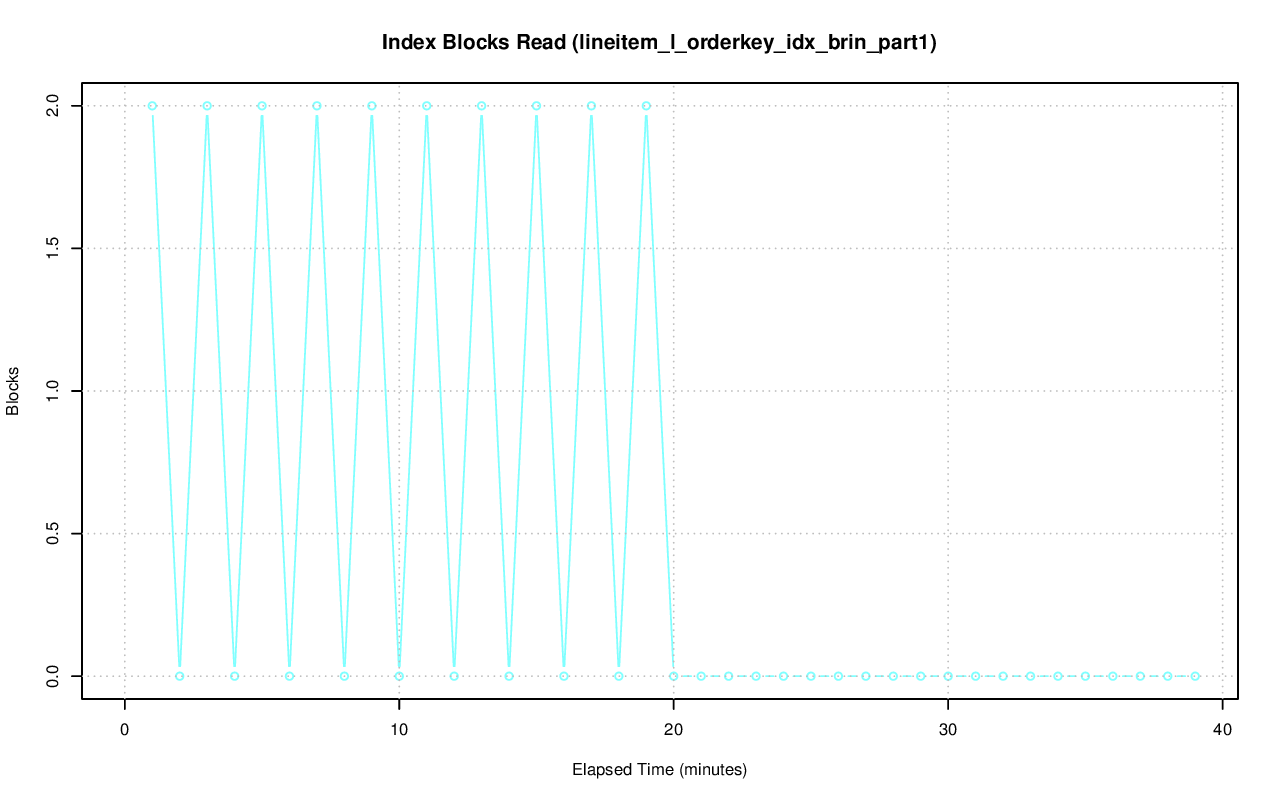 Index Blocks Read (lineitem_l_orderkey_idx_brin_part1)
2.0
1.5
1.0
0.5
0.0
Blocks
0 10 20 30 40
Elapsed Time (minutes)